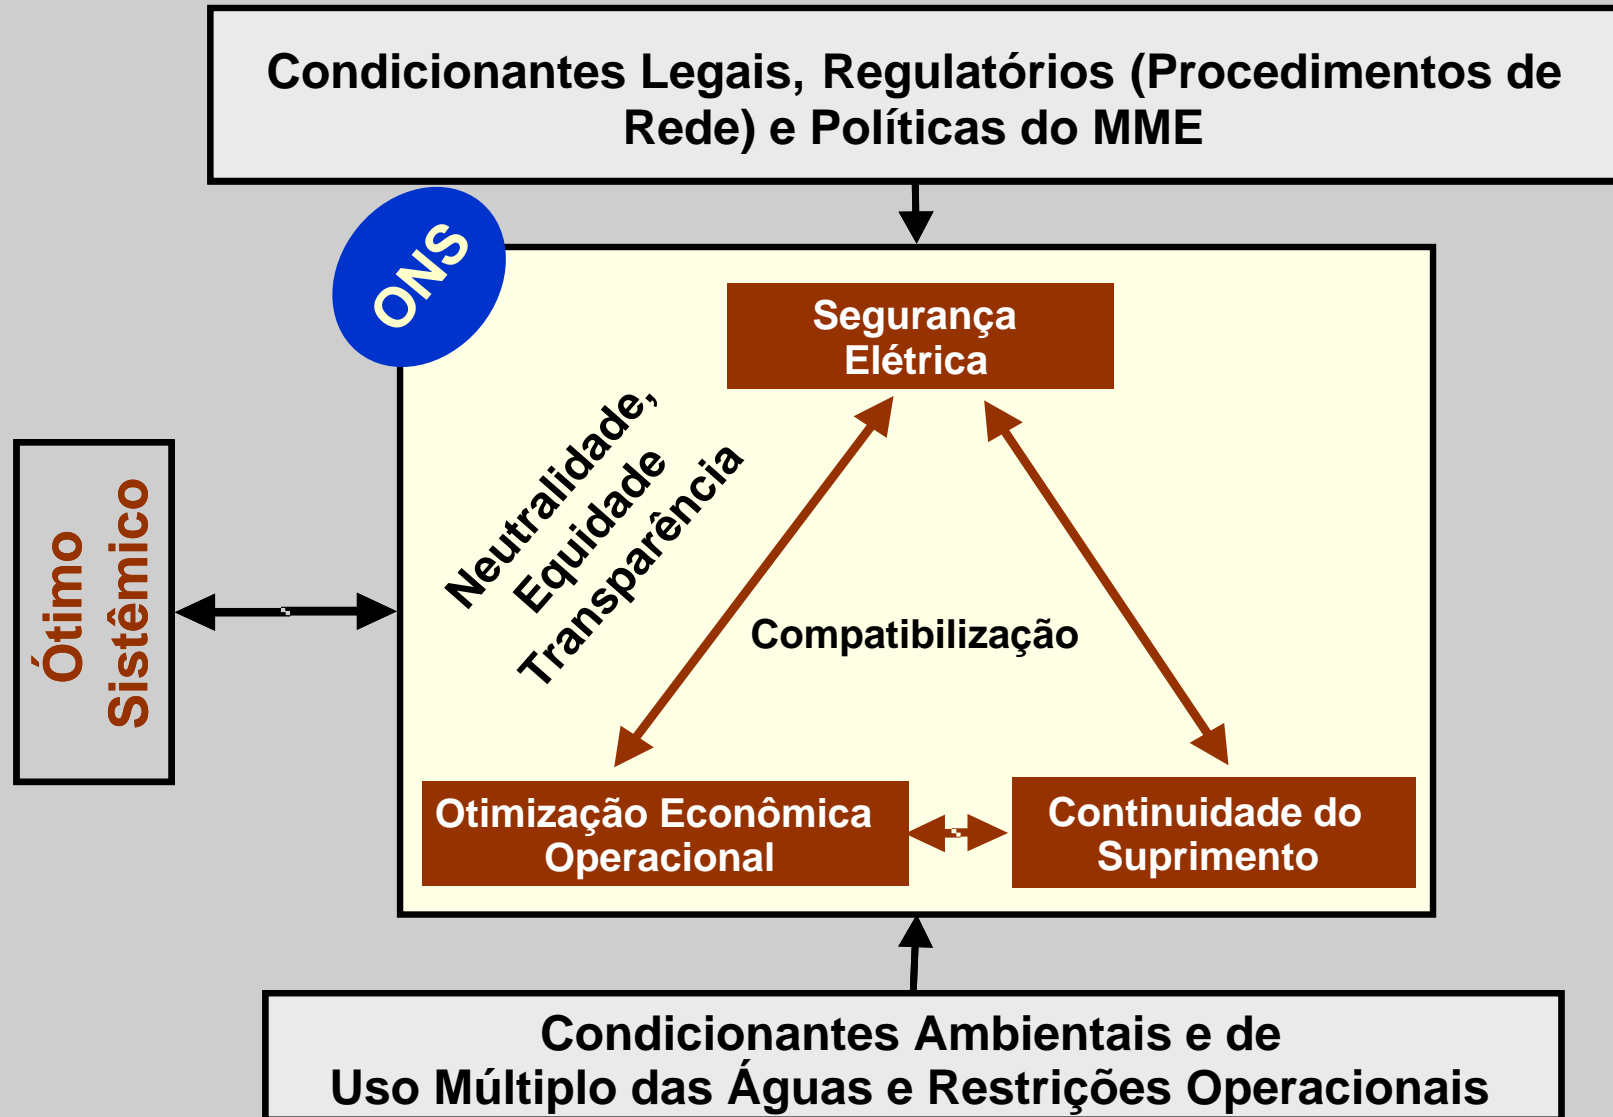 Condicionantes Legais, Regulatórios (Procedimentos de
Rede) e Políticas do MME
ONS
Segurança
Elétrica
Neutralidade,
Equidade
Transparência
Ótimo
Sistêmico
Compatibilização
Otimização Econômica
Operacional
Continuidade do
Suprimento
Condicionantes Ambientais e de
Uso Múltiplo das Águas e Restrições Operacionais